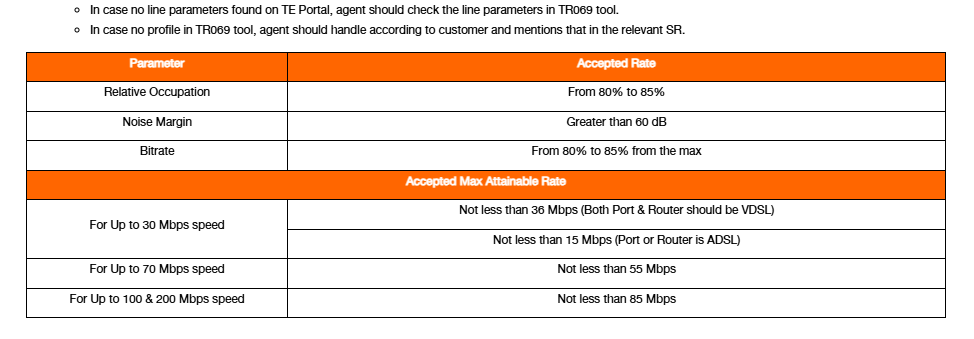 In case no line parameters found on TE Portal, agent should check the line parameters in TR069 tool.
In case no profile in TR069 tool, agent should handle according to customer and mentions that in the relevant SR.
Parameter
Accepted Rate
Relative Occupation
From 80% to 85%
Noise Margin
Greater than 60 dB
Bitrate
From 80% to 85% from the max
Accepted Max Attainable Rate
For Up to 30 Mbps speed
Not less than 36 Mbps (Both Port & Router should be VDSL)
Not less than 15 Mbps (Port or Router is ADSL)
For Up to 70 Mbps speed
Not less than 55 Mbps
For Up to 100 & 200 Mbps speed
Not less than 85 Mbps